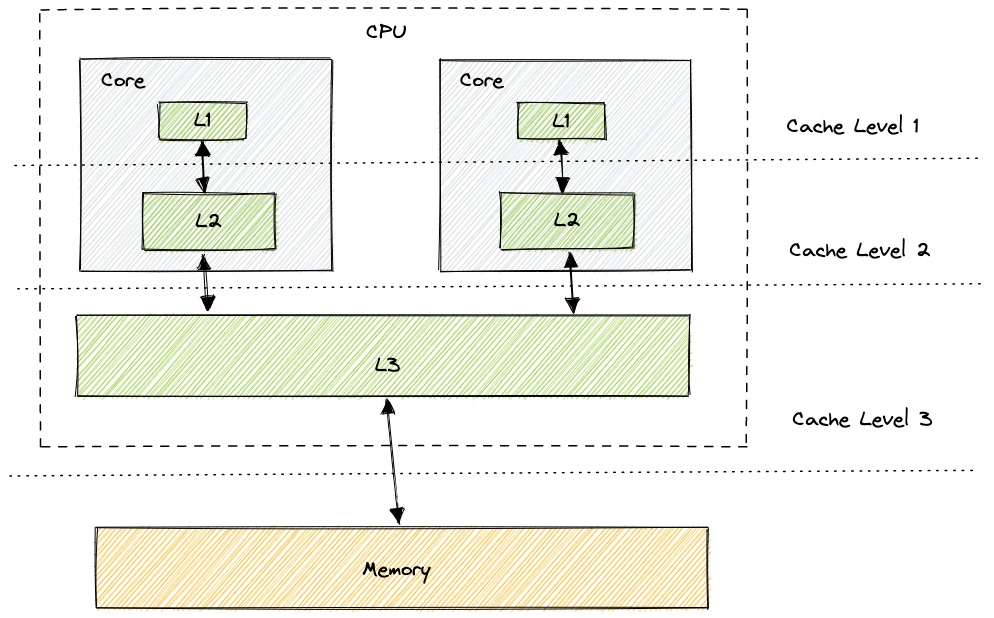 CPU
Core
Core
L1
L1
Cache Level 1
L2
L2
Cache Level 2
L3
Cache Level 3
Memory